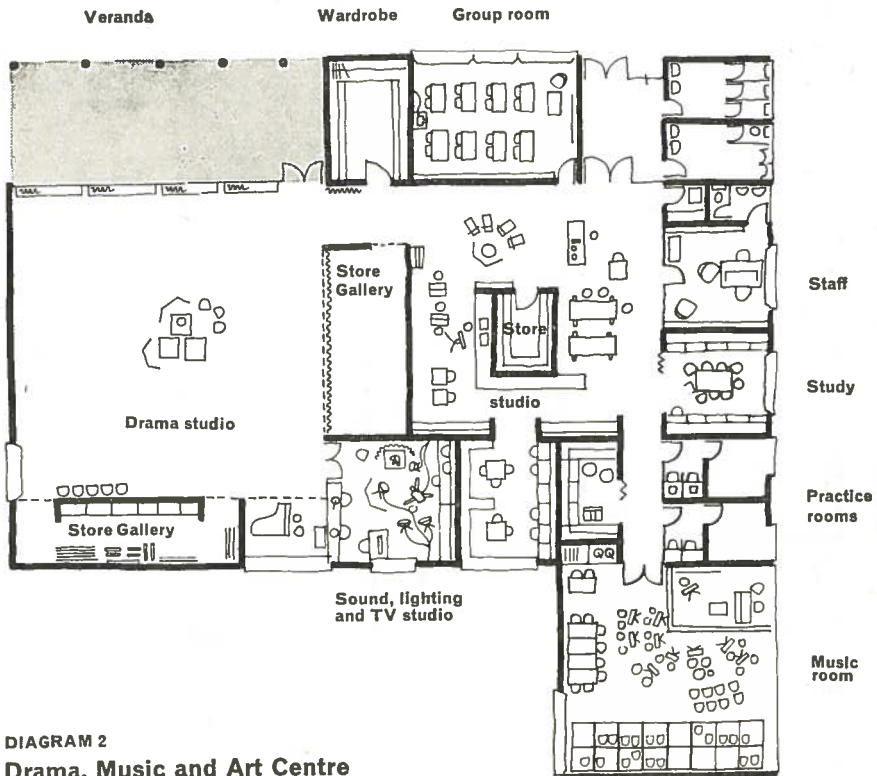 Veranda
Wardrobe
Group room
Store
Gallery
Store
Staff
Study
studio
Drama studio
Store Gallery
Practice
rooms
Sound, lighting
and TV studio
Music
room
DIAGRAM 2
Drama, Music and Art Centre